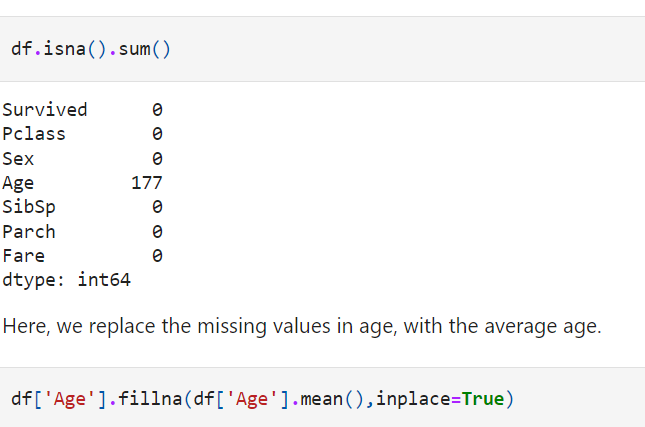 df.isna().sum()
Survived 0
Pclass 0
Sex 0
Age 177
SibSp 0
Parch 0
Fare 0
dtype: int64
Here, we replace the missing values in age, with the average age.
df['Age'].fillna(df['Age'].mean(),inplace=True)